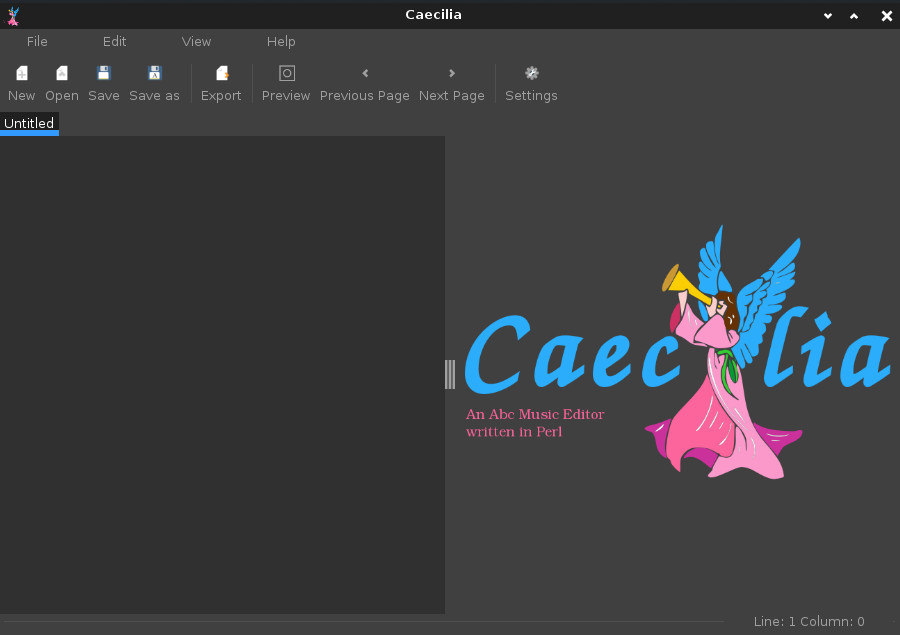 Caecilia
File Edit View Help
New Open Save Save as Export Preview Previous Page Next Page Settings
Untitled
Caecilia
An Abc Music Editor
written in Perl
Line: 1 Column: 0